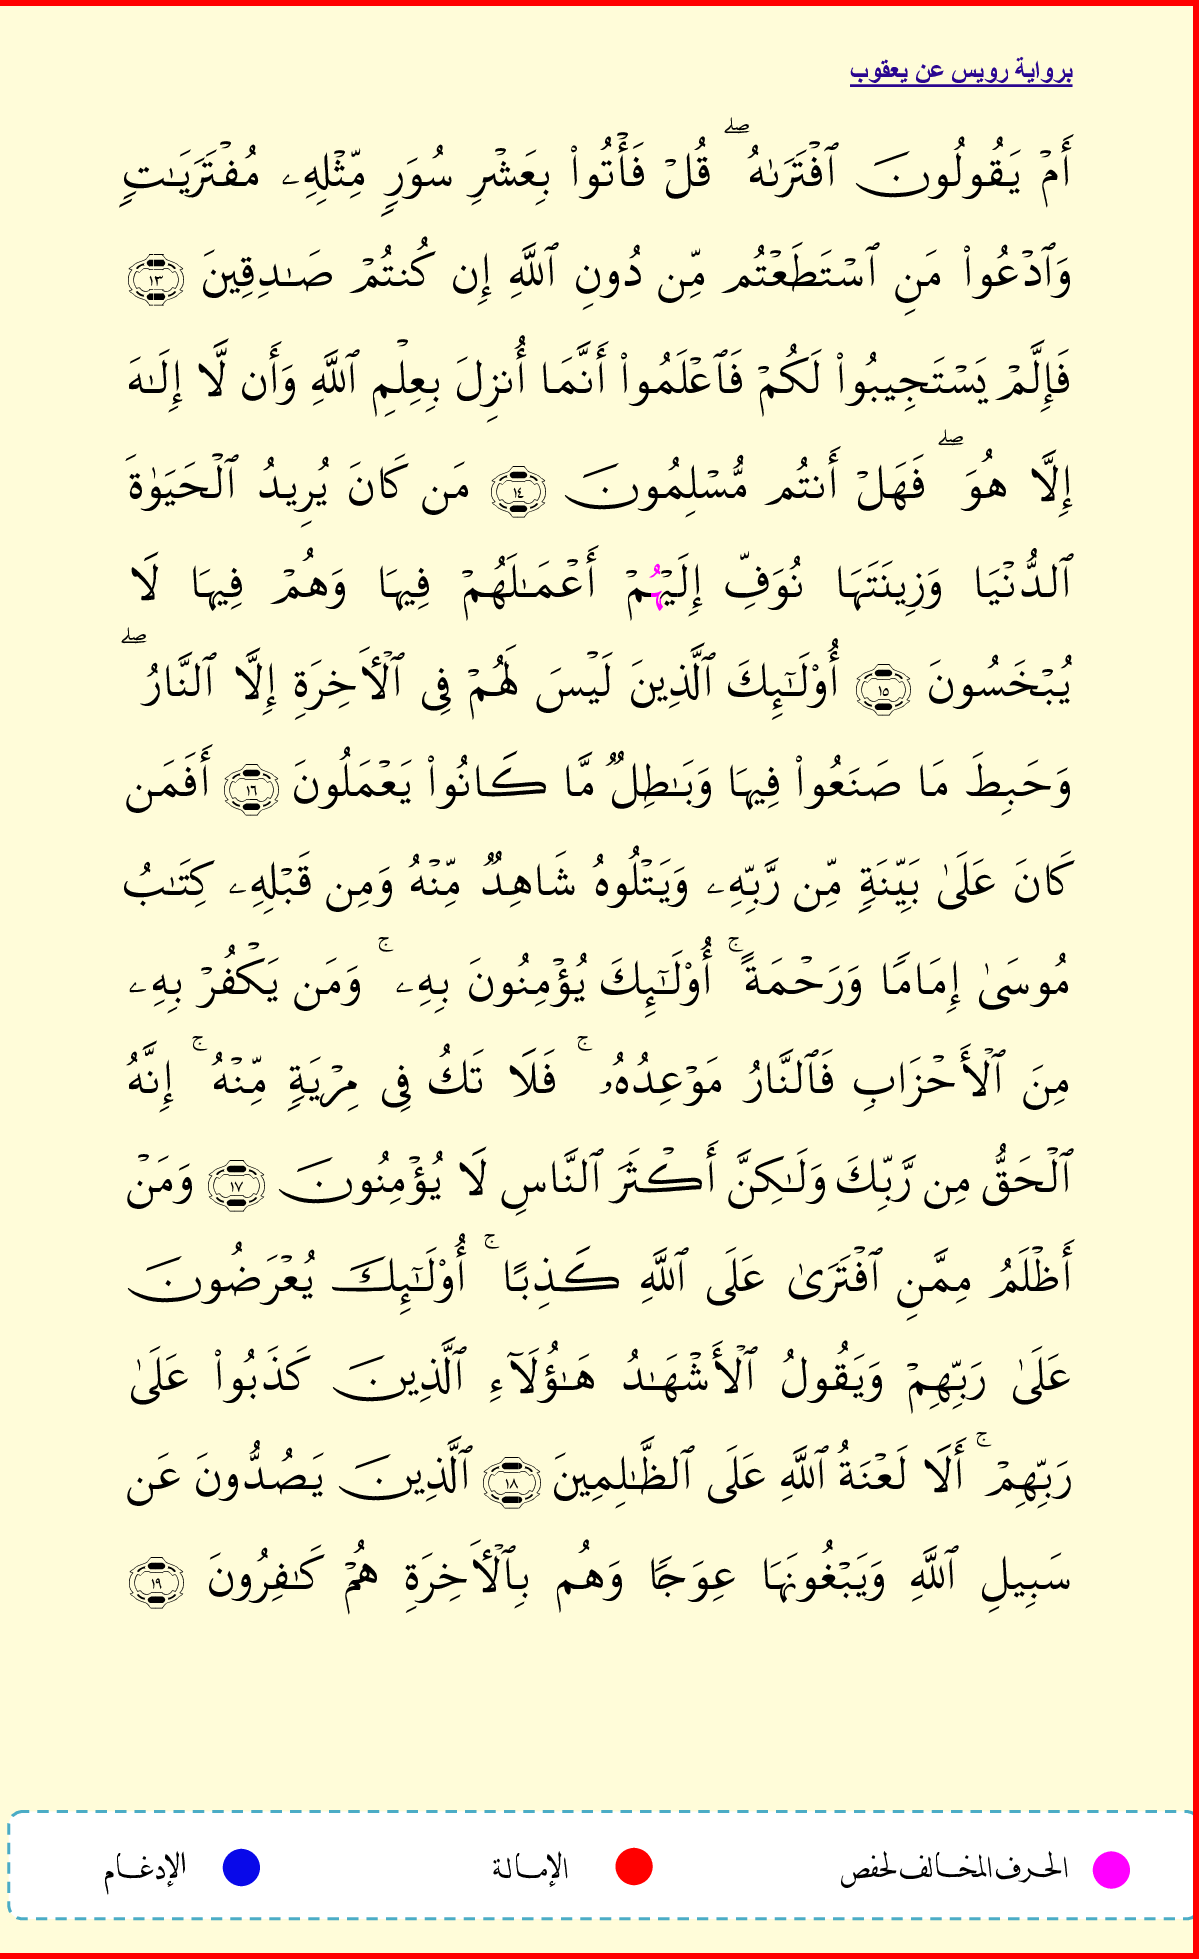 برواية رويس عن يعقوب
أَمۡ يَقُولُونَ ٱفۡتَرَىٰهُۖ قُلۡ فَأۡتُواْ بِعَشۡرِ سُوَرٖ مِّثۡلِهِۦ مُفۡتَرَيَٰتٖ
وَٱدۡعُواْ مَنِ ٱسۡتَطَعۡتُم مِّن دُونِ ٱللَّهِ إِن كُنتُمۡ صَٰدِقِينَ ١٣
فَإِلَّمۡ يَسۡتَجِيبُواْ لَكُمۡ فَٱعۡلَمُواْ أَنَّمَا أُنزِلَ بِعِلۡمِ ٱللَّهِ وَأَن لَّا إِلَٰهَ
إِلَّا هُوَۖ فَهَلۡ أَنتُم مُّسۡلِمُونَ ١٤ مَن كَانَ يُرِيدُ ٱلۡحَيَوٰةَ
ٱلدُّنۡيَا وَزِينَتَهَا نُوَفِّ إِلَيۡهُمۡ أَعۡمَٰلَهُمۡ فِيهَا وَهُمۡ فِيهَا لَا
يُبۡخَسُونَ ١٥ أُوْلَٰٓئِكَ ٱلَّذِينَ لَيۡسَ لَهُمۡ فِي ٱلۡأٓخِرَةِ إِلَّا ٱلنَّارُۖ
وَحَبِطَ مَا صَنَعُواْ فِيهَا وَبَٰطِلٞ مَّا كَانُواْ يَعۡمَلُونَ ١٦ أَفَمَن
كَانَ عَلَىٰ بَيِّنَةٖ مِّن رَّبِّهِۦ وَيَتۡلُوهُ شَاهِدٞ مِّنۡهُ وَمِن قَبۡلِهِۦ كِتَٰبُ
مُوسَىٰ إِمَامٗا وَرَحۡمَةًۚ أُوْلَٰٓئِكَ يُؤۡمِنُونَ بِهِۦۚ وَمَن يَكۡفُرۡ بِهِۦ
مِنَ ٱلۡأَحۡزَابِ فَٱلنَّارُ مَوۡعِدُهُۥۚ فَلَا تَكُ فِي مِرۡيَةٖ مِّنۡهُۚ إِنَّهُ
ٱلۡحَقُّ مِن رَّبِّكَ وَلَٰكِنَّ أَكۡثَرَ ٱلنَّاسِ لَا يُؤۡمِنُونَ ١٧ وَمَنۡ
أَظۡلَمُ مِمَّنِ ٱفۡتَرَىٰ عَلَى ٱللَّهِ كَذِبًاۚ أُوْلَٰٓئِكَ يُعۡرَضُونَ
عَلَىٰ رَبِّهِمۡ وَيَقُولُ ٱلۡأَشۡهَٰدُ هَٰؤُلَآءِ ٱلَّذِينَ كَذَبُواْ عَلَىٰ
رَبِّهِمۡۚ أَلَا لَعۡنَةُ ٱللَّهِ عَلَى ٱلظَّٰلِمِينَ ١٨ ٱلَّذِينَ يَصُدُّونَ عَن
سَبِيلِ ٱللَّهِ وَيَبۡغُونَهَا عِوَجٗا وَهُم بِٱلۡأٓخِرَةِ هُمۡ كَٰفِرُونَ ١٩
الحرف المخالف لحفص الإمالة الإدغام